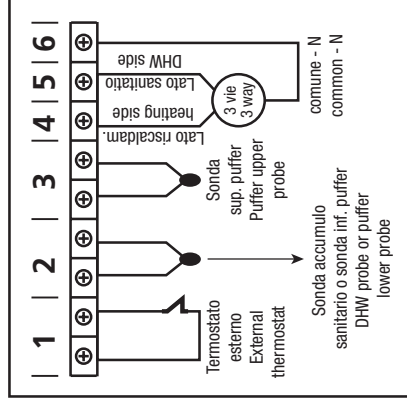 1 2 3 4 5 6
Termostato
esterno
External
thermostat
Sonda accumulo
sanitario o sonda inf. puffer
DHW probe or puffer
lower probe
Sonda
sup. puffer
Puffer upper
probe
Lato riscaldam.
heating side
Lato sanitatio
DHW side
3 vie
3 way
comune - N
common - N